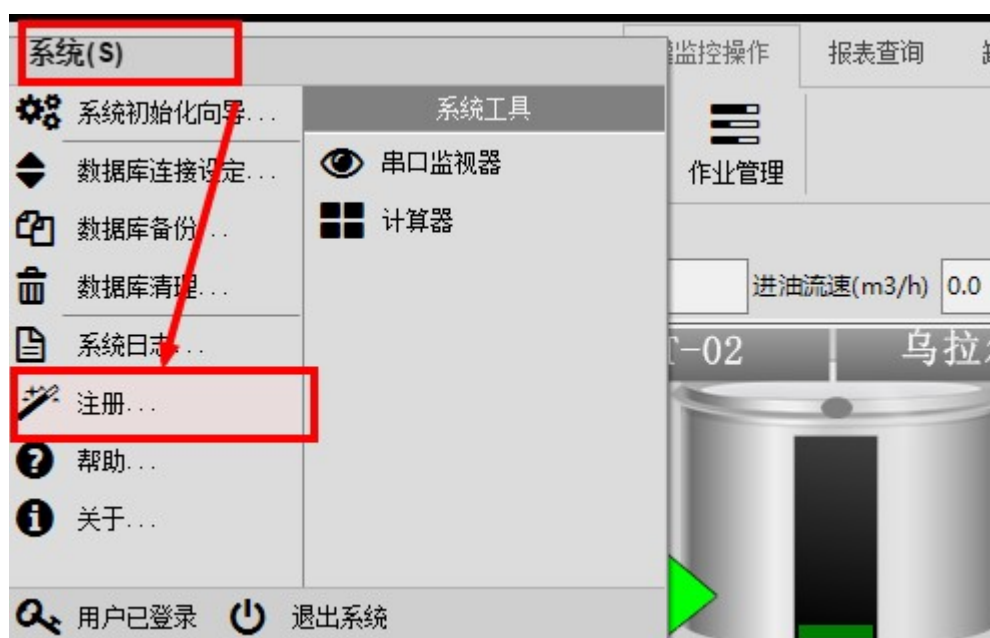 系统(S)
监控操作
报表查询
系统初始化向导...
系统工具
数据库连接设定...
串口监视器
作业管理
数据库备份...
计算器
数据库清理...
进油流速(m3/h) 0.0
系统日志...
T-02
乌拉
注册...
帮助...
关于...
用户已登录
退出系统